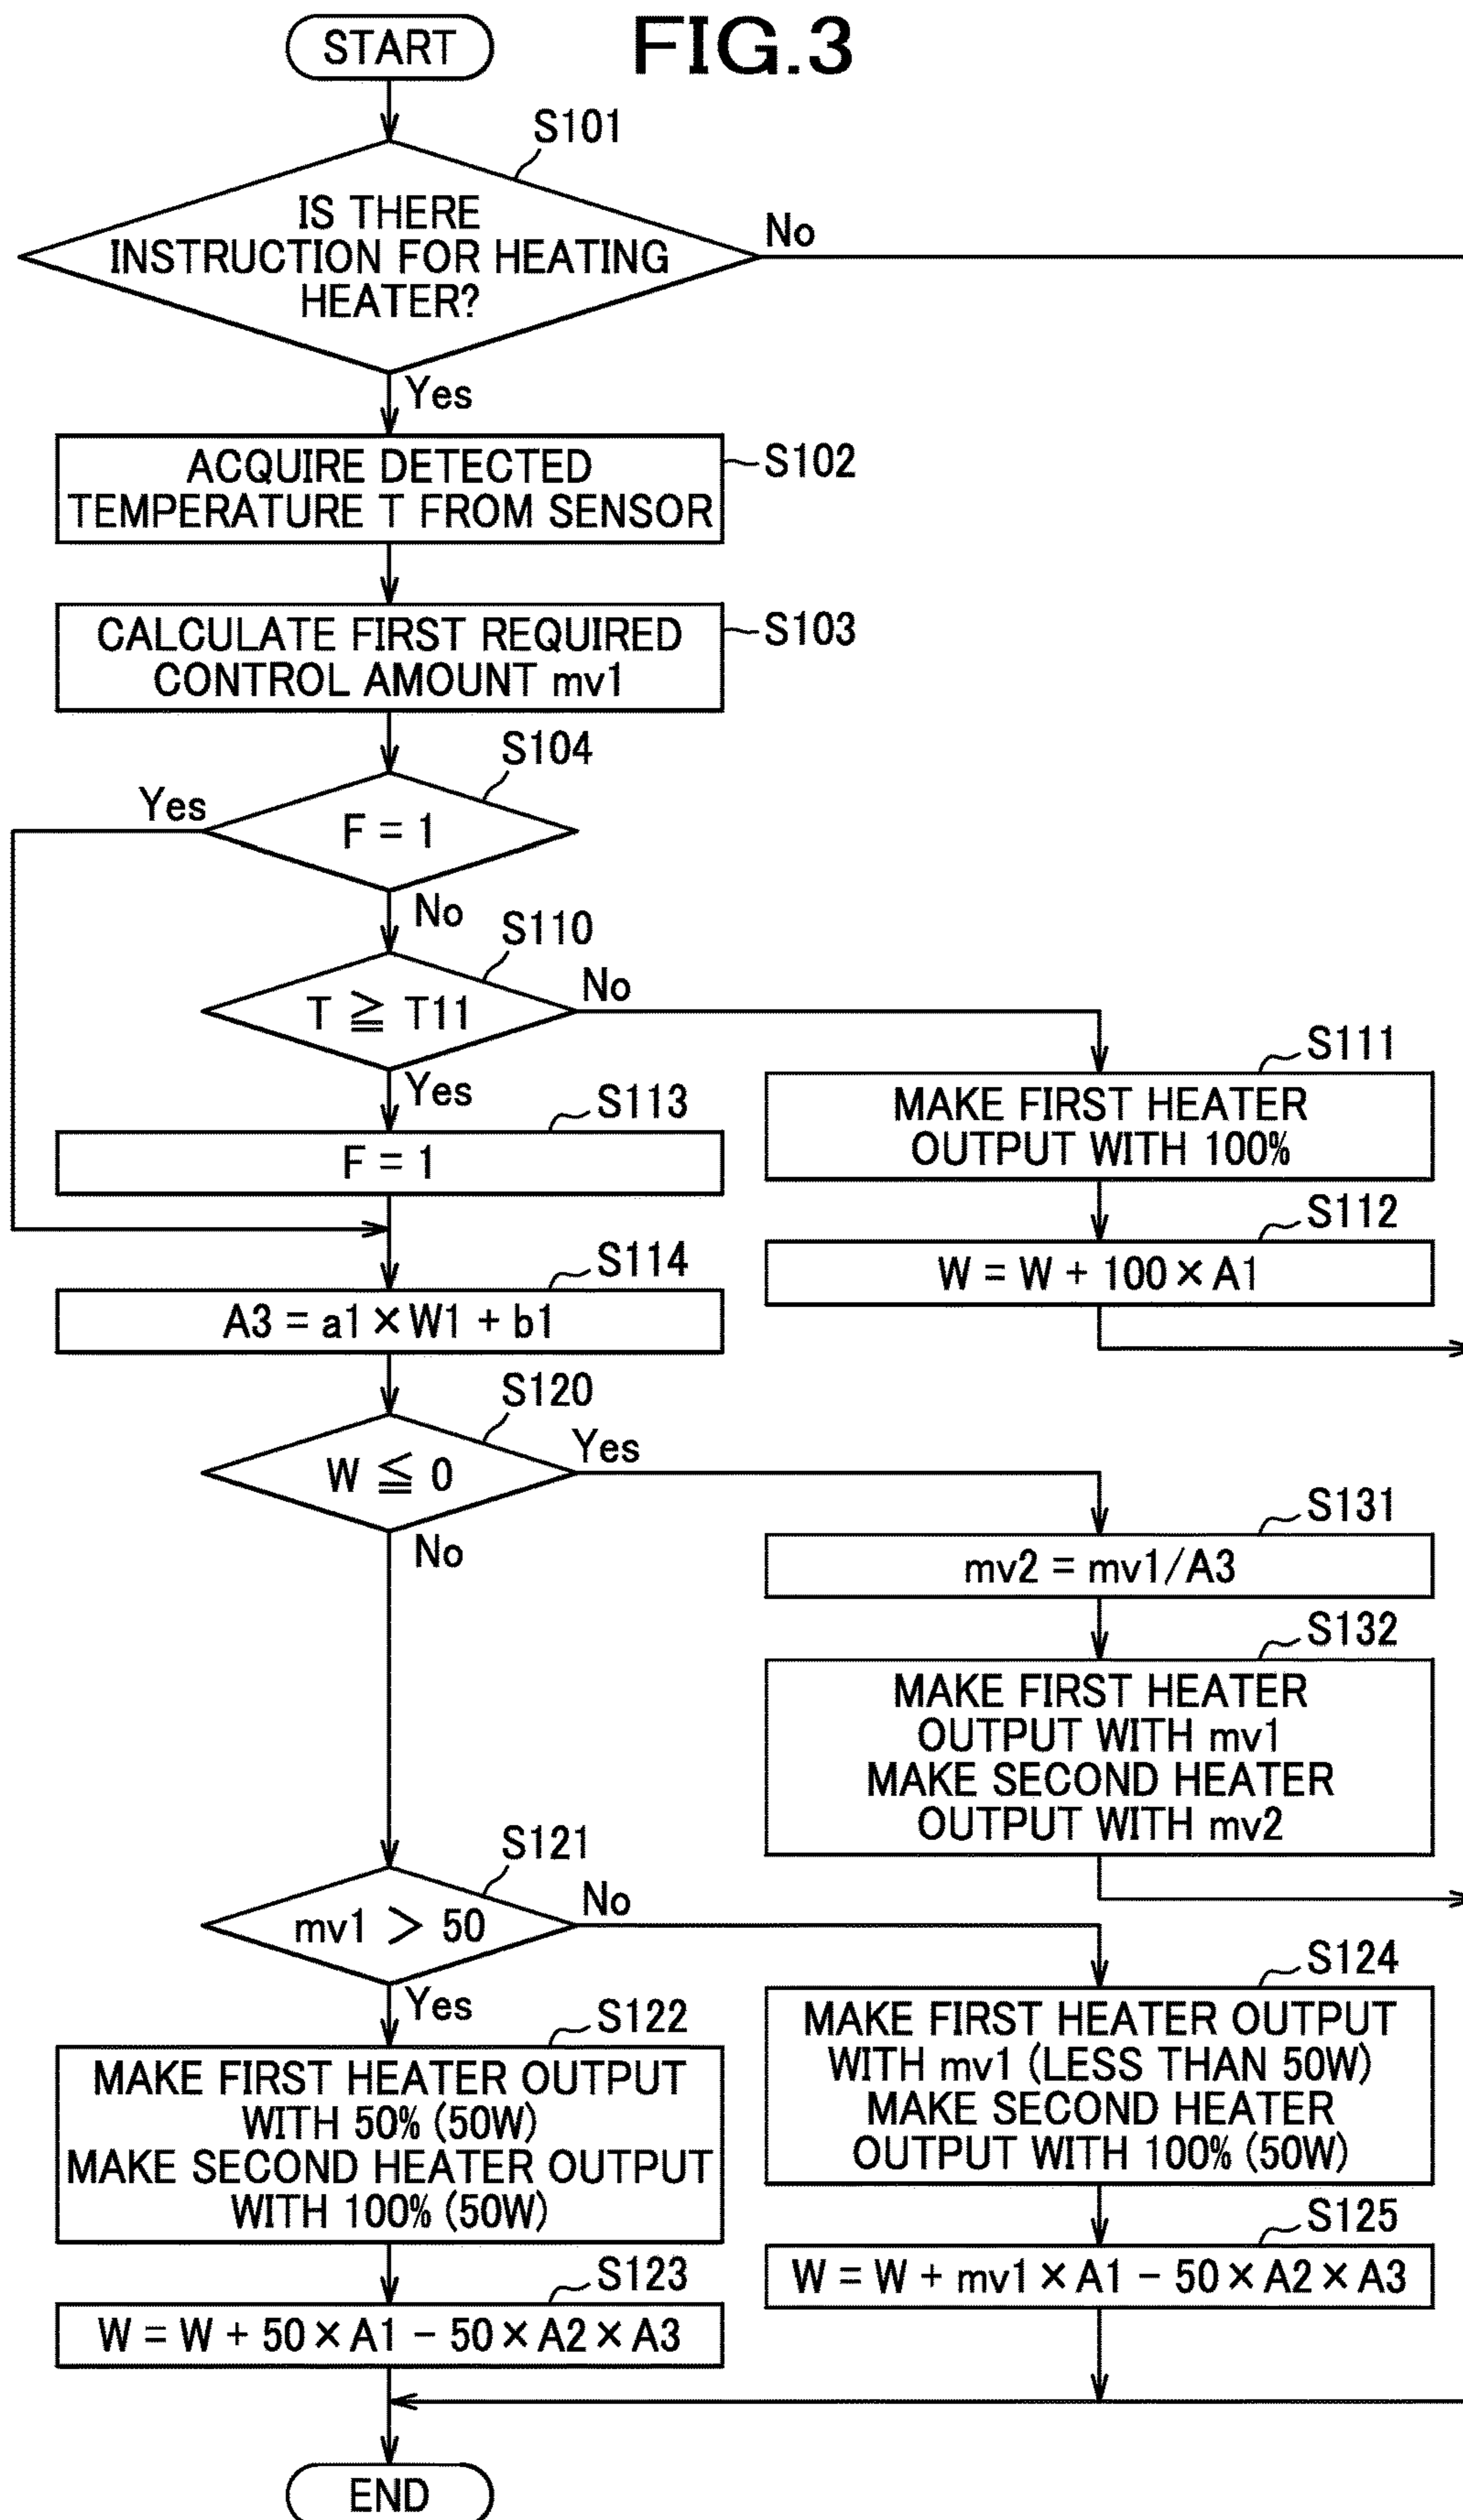 FIG.3
START
S101
IS THERE
INSTRUCTION FOR HEATING
HEATER?
No
Yes
S102
ACQUIRE DETECTED
TEMPERATURE T FROM SENSOR
S103
CALCULATE FIRST REQUIRED
CONTROL AMOUNT mv1
S104
Yes
F = 1
No
S110
T ≧ T11
No
Yes
S111
MAKE FIRST HEATER
OUTPUT WITH 100%
S113
F = 1
S112
W = W + 100 × A1
S114
A3 = a1 × W1 + b1
S120
W ≦ 0
Yes
No
S131
mv2 = mv1/A3
S132
MAKE FIRST HEATER
OUTPUT WITH mv1
MAKE SECOND HEATER
OUTPUT WITH mv2
S121
mv1 > 50
No
Yes
S124
MAKE FIRST HEATER OUTPUT
WITH mv1 (LESS THAN 50W)
MAKE SECOND HEATER
OUTPUT WITH 100% (50W)
S122
MAKE FIRST HEATER OUTPUT
WITH 50% (50W)
MAKE SECOND HEATER OUTPUT
WITH 100% (50W)
S125
W = W + mv1 × A1 − 50 × A2 × A3
S123
W = W + 50 × A1 − 50 × A2 × A3
END